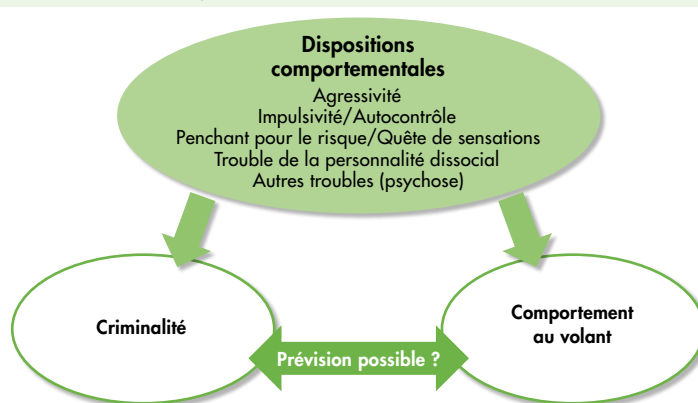 Dispositions
comportementales
Agressivité
Impulsivité/Autocontrôle
Penchant pour le risque/Quête de sensations
Trouble de la personnalité dissocial
Autres troubles (psychose)
Criminalité
Comportement
au volant
Prévision possible ?